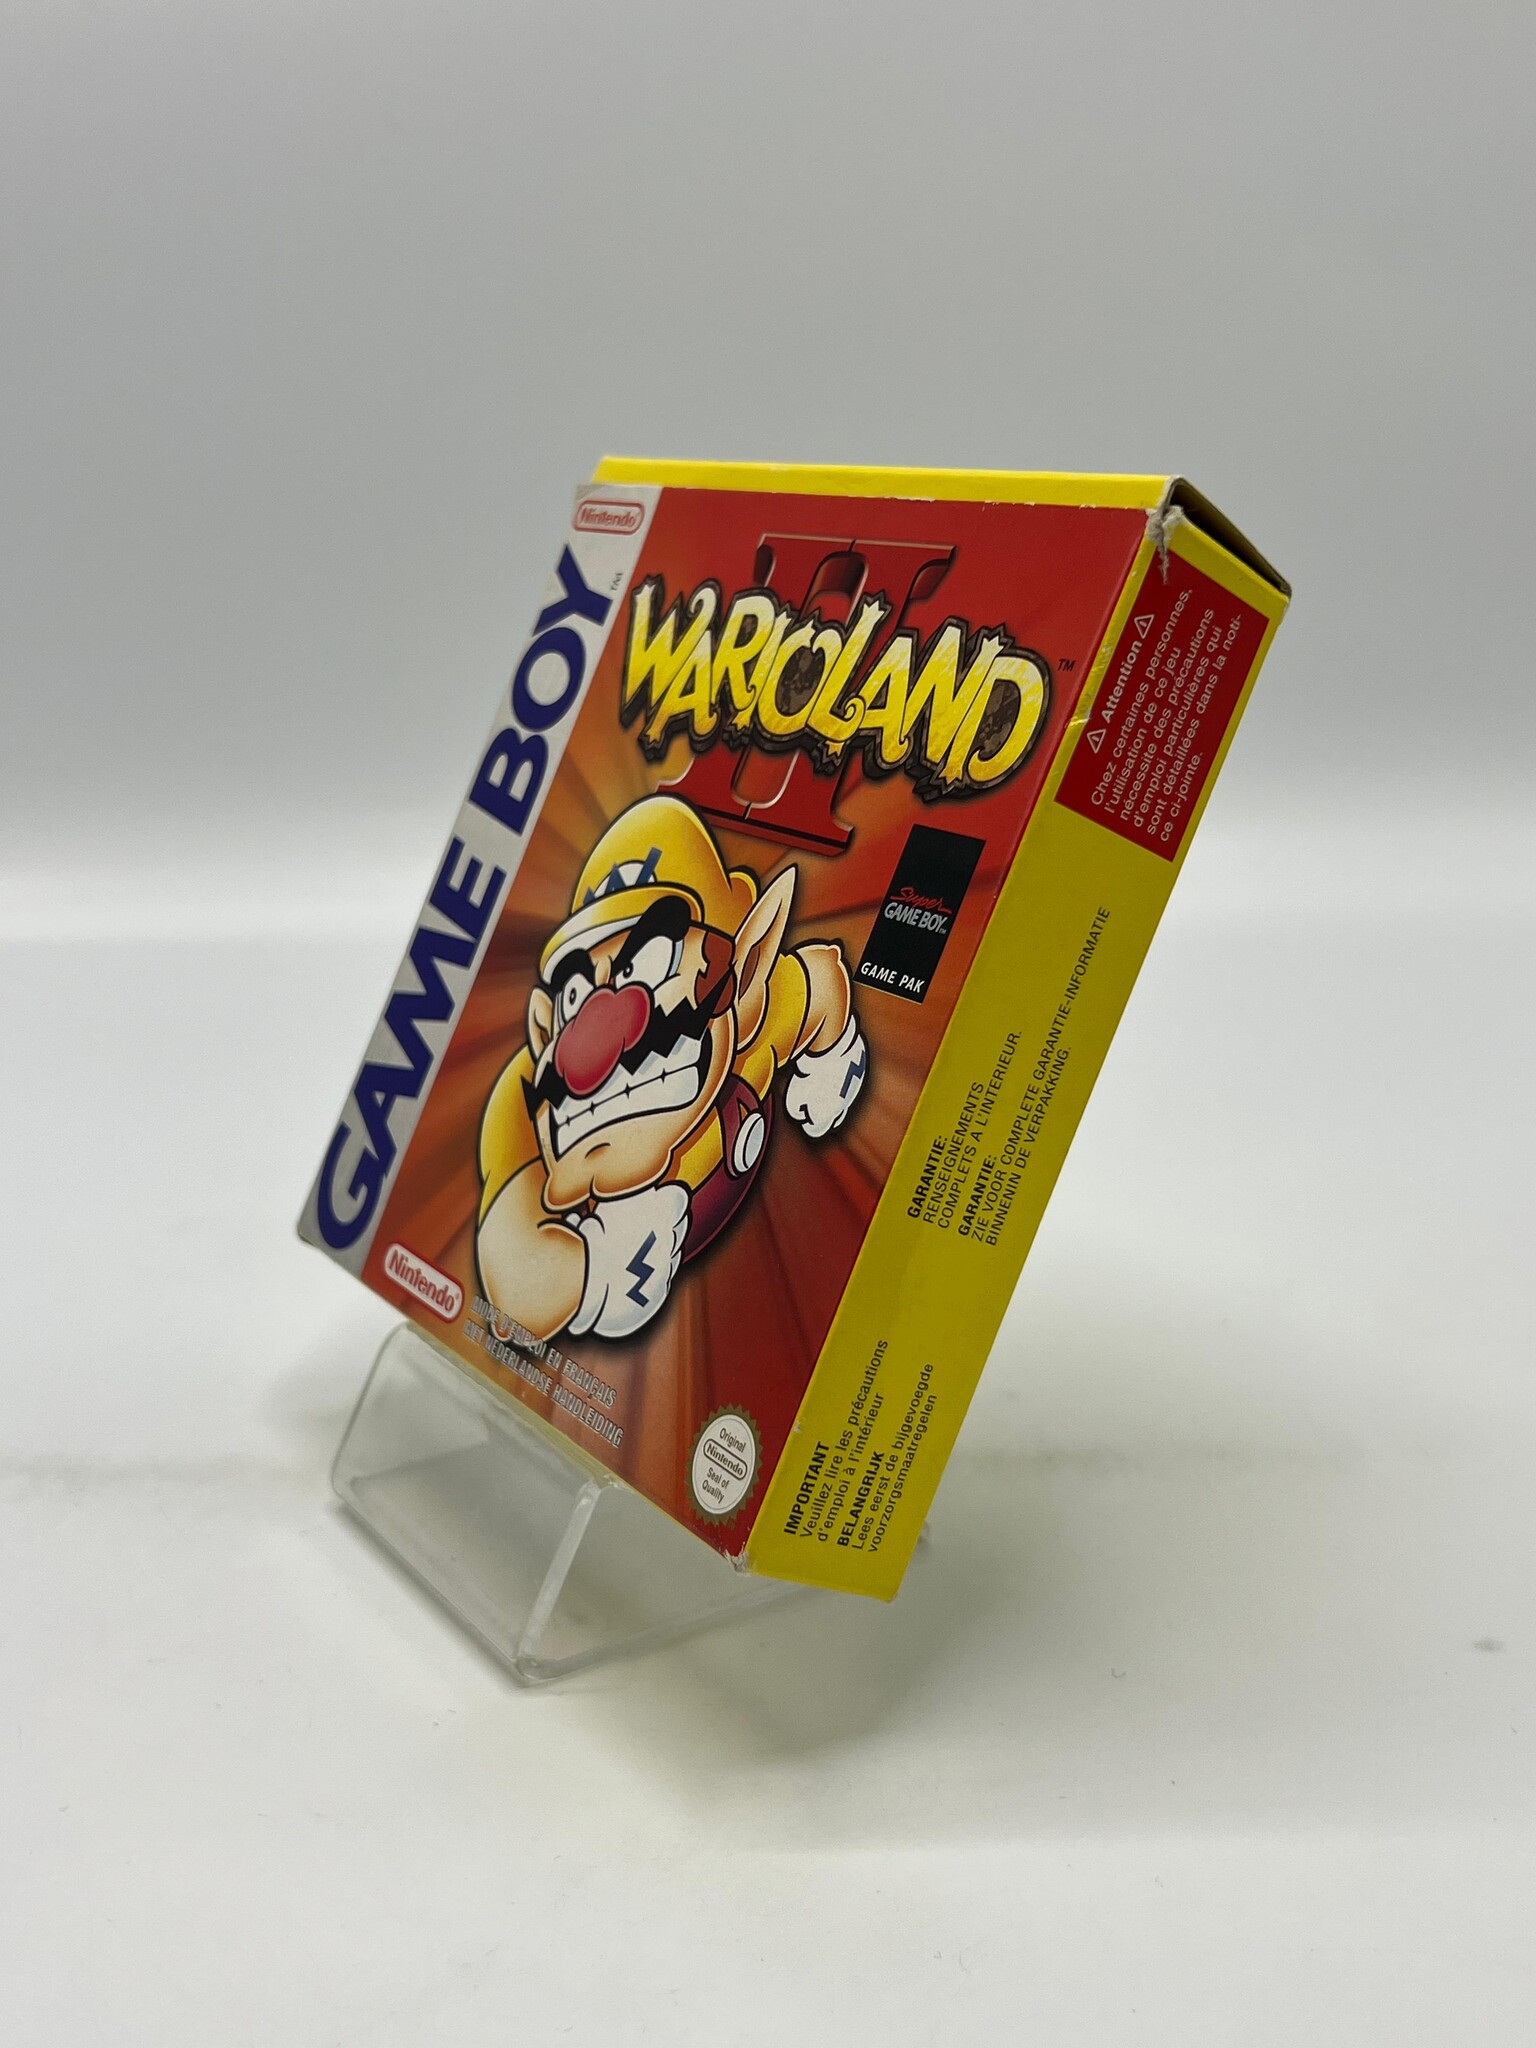 Nintendo
GAME BOY
TM
II
WARIOLAND
TM
W
Super
GAME BOY
TM
GAME PAK
Nintendo
MODE D'EMPLOI EN FRANÇAIS
MET NEDERLANDSE HANDLEIDING
Original
Nintendo
Seal of
Quality
⚠ Attention ⚠
Chez certaines personnes,
l'utilisation de ce jeu
nécessite des précautions
d'emploi particulières qui
sont détaillées dans la noti-
ce ci-jointe.
GARANTIE:
RENSEIGNEMENTS
COMPLETS A L'INTERIEUR.
GARANTIE:
ZIE VOOR COMPLETE GARANTIE-INFORMATIE
BINNENIN DE VERPAKKING.
IMPORTANT
Veuillez lire les précautions
d'emploi à l'intérieur
BELANGRIJK
Lees eerst de bijgevoegde
voorzorgsmaatregelen